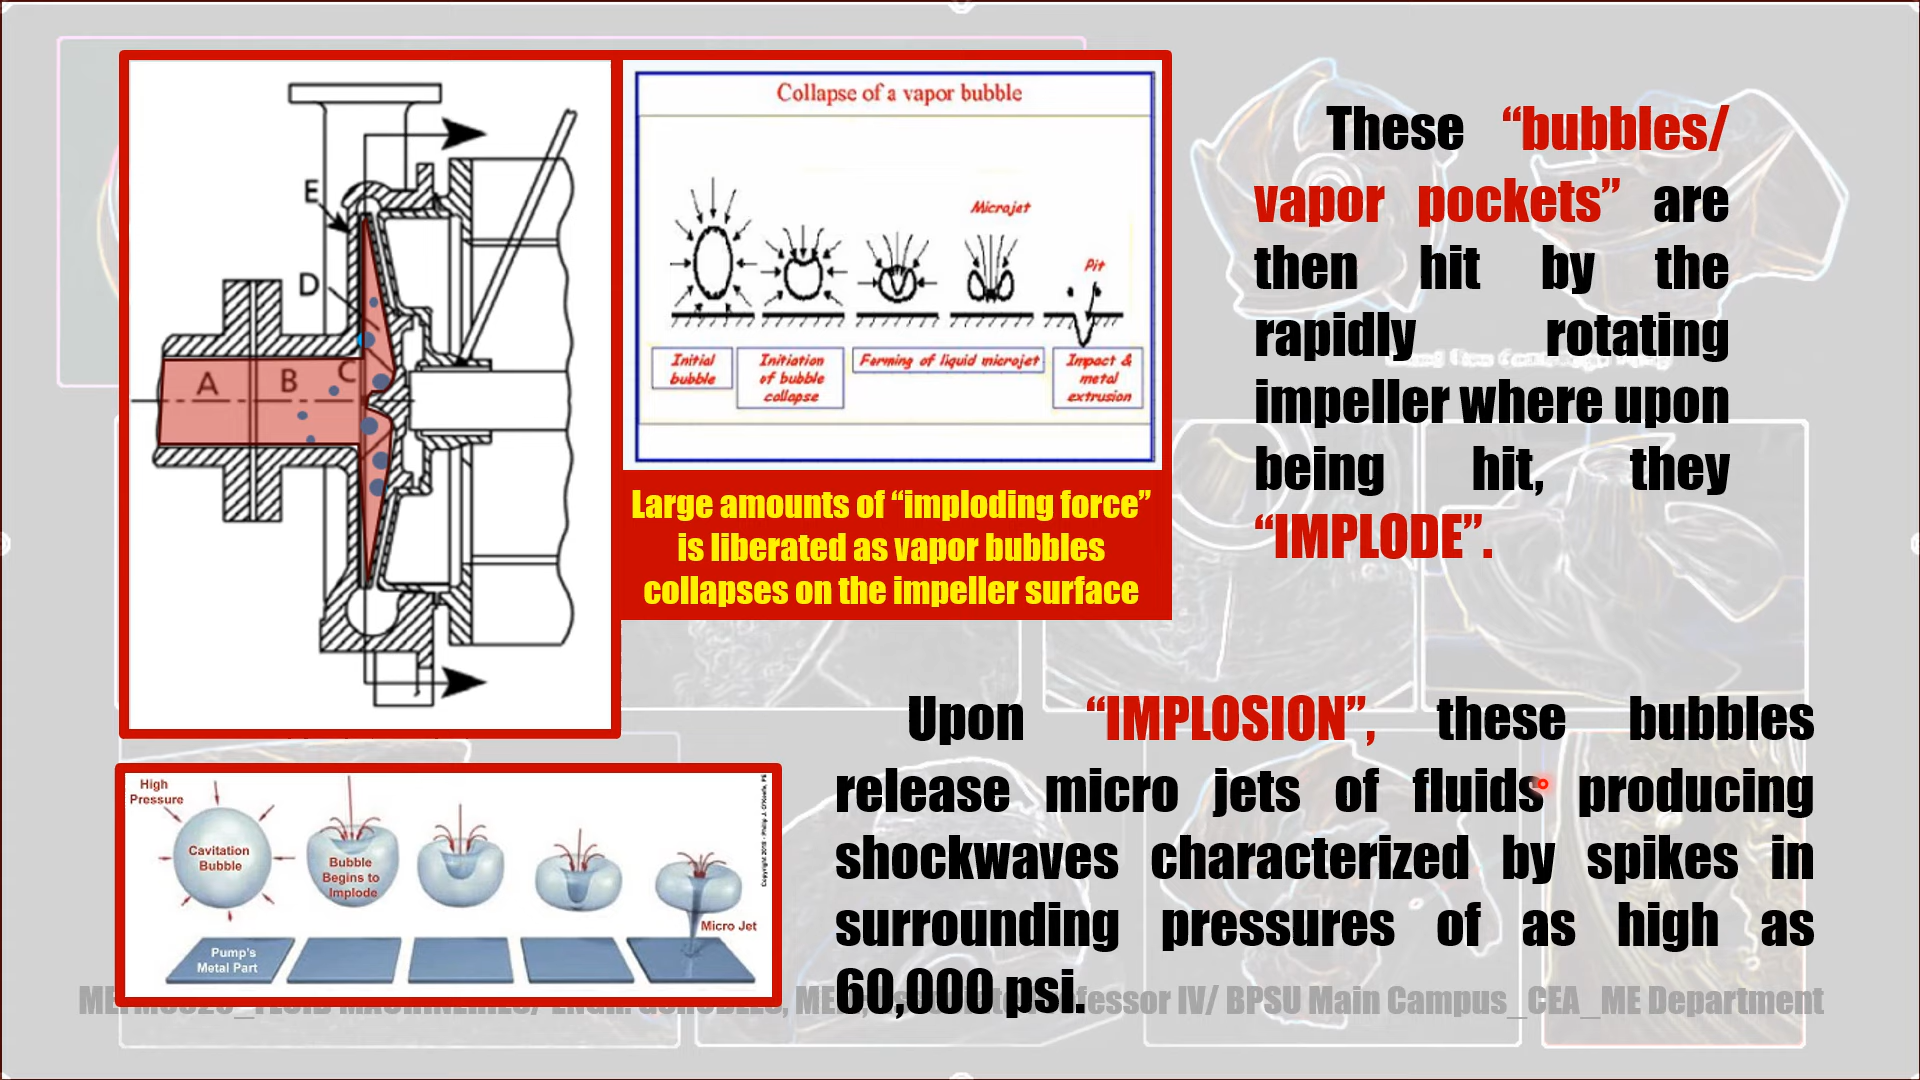 E
D
A B C
Collapse of a vapor bubble
Microjet
Pit
Initial
bubble
Initiation
of bubble
collapse
Forming of liquid microjet
Impact &
metal
extrusion
Large amounts of “imploding force”
is liberated as vapor bubbles
collapses on the impeller surface
These “bubbles/
vapor pockets” are
then hit by the
rapidly rotating
impeller where upon
being hit, they
“IMPLODE”.
Upon “IMPLOSION”, these bubbles
release micro jets of fluids producing
shockwaves characterized by spikes in
surrounding pressures of as high as
60,000 psi.
High
Pressure
Cavitation
Bubble
Bubble
Begins to
Implode
Micro Jet
Pump's
Metal Part
IV/ BPSU Main Campus_CEA_ME Department